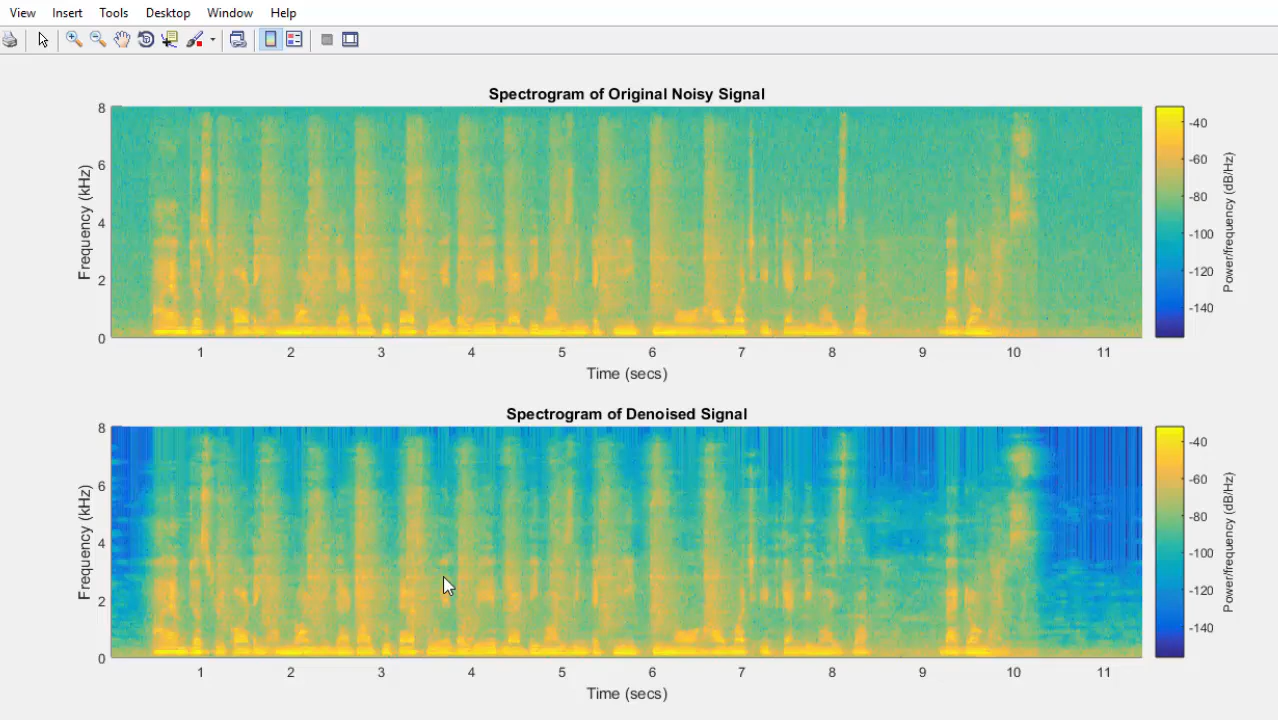 View Insert Tools Desktop Window Help
Spectrogram of Original Noisy Signal
8
6
4
2
0
Frequency (kHz)
1 2 3 4 5 6 7 8 9 10 11
Time (secs)
-40
-60
-80
-100
-120
-140
Power/frequency (dB/Hz)
Spectrogram of Denoised Signal
8
6
4
2
0
Frequency (kHz)
1 2 3 4 5 6 7 8 9 10 11
Time (secs)
-40
-60
-80
-100
-120
-140
Power/frequency (dB/Hz)